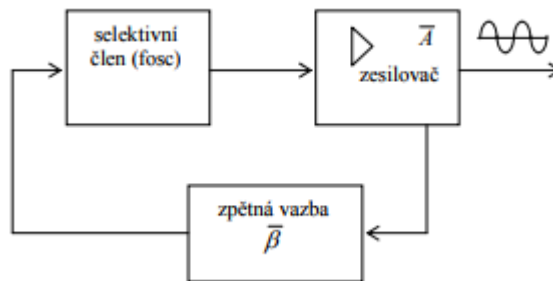 selektivní
člen (fosc)
A̅
zesilovač
zpětná vazba
β̅